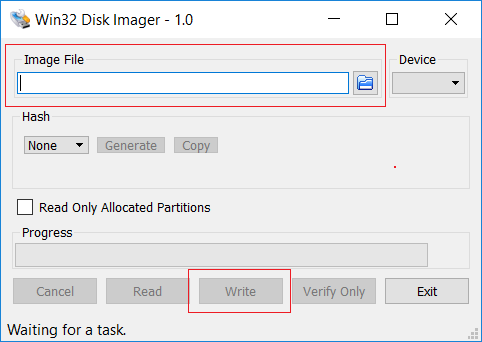 Win32 Disk Imager - 1.0
Image File
Device
Hash
None
Generate
Copy
Read Only Allocated Partitions
Progress
Cancel
Read
Write
Verify Only
Exit
Waiting for a task.